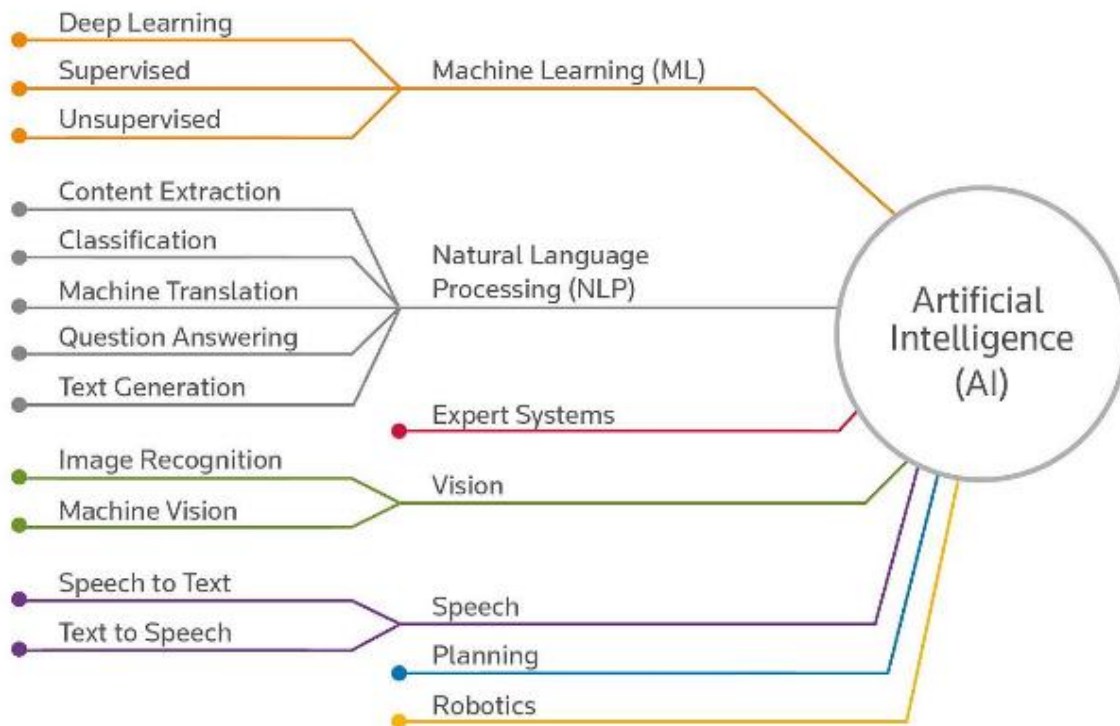 Deep Learning
Supervised
Unsupervised
Machine Learning (ML)
Content Extraction
Classification
Machine Translation
Question Answering
Text Generation
Natural Language
Processing (NLP)
Expert Systems
Image Recognition
Machine Vision
Vision
Speech to Text
Text to Speech
Speech
Planning
Robotics
Artificial
Intelligence
(AI)